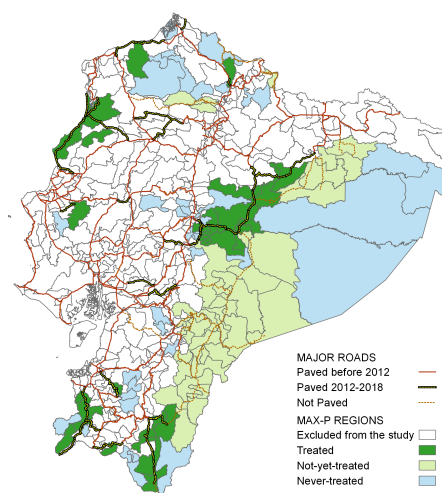 MAJOR ROADS
Paved before 2012
Paved 2012-2018
Not Paved
MAX-P REGIONS
Excluded from the study
Treated
Not-yet-treated
Never-treated